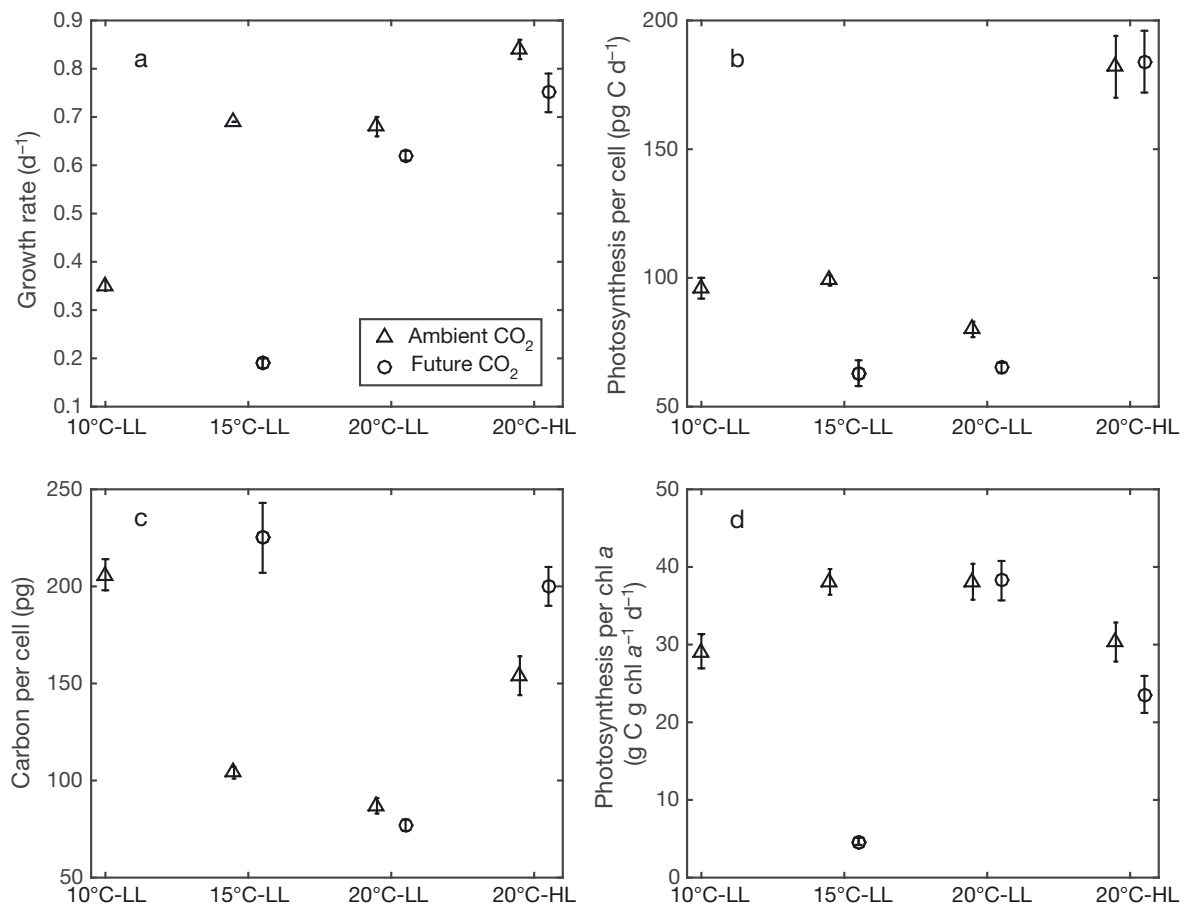 a
Growth rate (d⁻¹)
0.9
0.8
0.7
0.6
0.5
0.4
0.3
0.2
0.1
Ambient CO₂
Future CO₂
10°C-LL 15°C-LL 20°C-LL 20°C-HL
b
Photosynthesis per cell (pg C d⁻¹)
200
150
100
50
10°C-LL 15°C-LL 20°C-LL 20°C-HL
c
Carbon per cell (pg)
250
200
150
100
50
10°C-LL 15°C-LL 20°C-LL 20°C-HL
d
Photosynthesis per chl a
(g C g chl a⁻¹ d⁻¹)
50
40
30
20
10
0
10°C-LL 15°C-LL 20°C-LL 20°C-HL